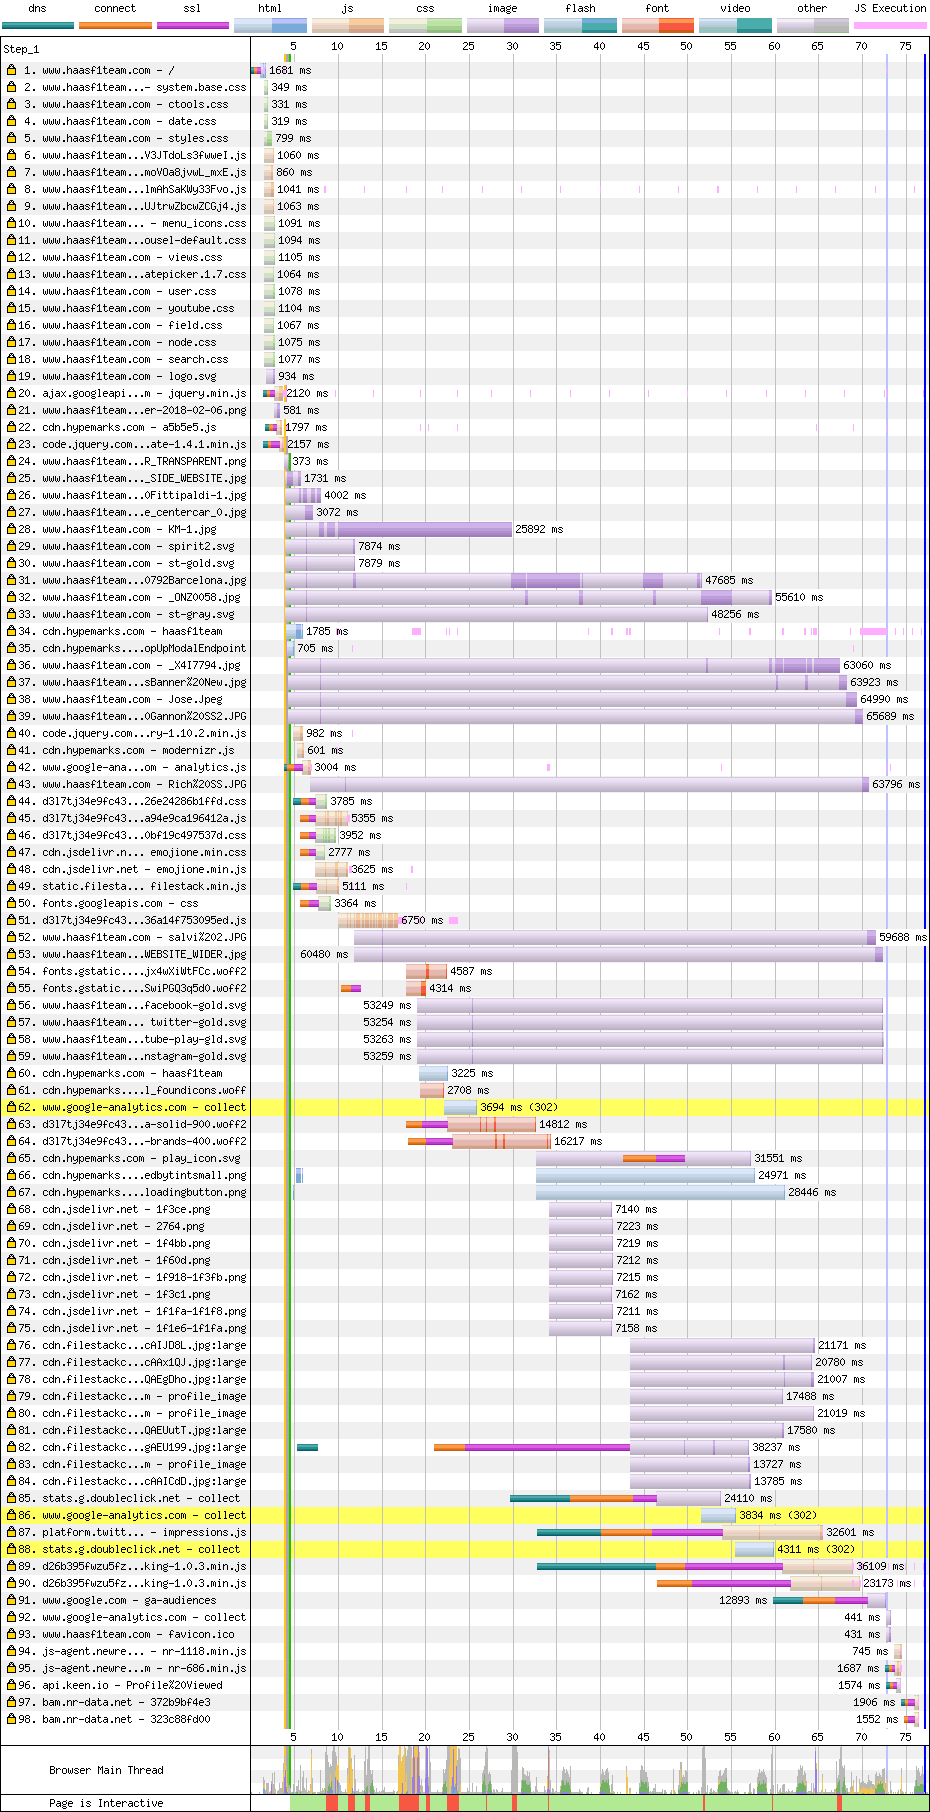 dns connect ssl html js css image flash font video other JS Execution
Step_1 5 10 15 20 25 30 35 40 45 50 55 60 65 70 75
1. www.haasf1team.com - / 1681 ms
2. www.haasf1team...- system.base.css 349 ms
3. www.haasf1team.com - ctools.css 331 ms
4. www.haasf1team.com - date.css 319 ms
5. www.haasf1team.com - styles.css 799 ms
6. www.haasf1team...V3JTdoLs3fwweI.js 1060 ms
7. www.haasf1team...moVOa8jvwL_mxE.js 860 ms
8. www.haasf1team...lmAhSaKWy33Fvo.js 1041 ms
9. www.haasf1team...UJtrwZbcwZCGj4.js 1063 ms
10. www.haasf1team... - menu_icons.css 1091 ms
11. www.haasf1team...ousel-default.css 1094 ms
12. www.haasf1team.com - views.css 1105 ms
13. www.haasf1team...atepicker.1.7.css 1064 ms
14. www.haasf1team.com - user.css 1078 ms
15. www.haasf1team.com - youtube.css 1104 ms
16. www.haasf1team.com - field.css 1067 ms
17. www.haasf1team.com - node.css 1075 ms
18. www.haasf1team.com - search.css 1077 ms
19. www.haasf1team.com - logo.svg 934 ms
20. ajax.googleapi...m - jquery.min.js 2120 ms
21. www.haasf1team...er-2018-02-06.png 581 ms
22. cdn.hypemarks.com - a5b5e5.js 1797 ms
23. code.jquery.com...ate-1.4.1.min.js 2157 ms
24. www.haasf1team...R_TRANSPARENT.png 373 ms
25. www.haasf1team..._SIDE_WEBSITE.jpg 1731 ms
26. www.haasf1team...0Fittipaldi-1.jpg 4002 ms
27. www.haasf1team...e_centercar_0.jpg 3072 ms
28. www.haasf1team.com - KM-1.jpg 25892 ms
29. www.haasf1team.com - spirit2.svg 7874 ms
30. www.haasf1team.com - st-gold.svg 7879 ms
31. www.haasf1team...0792Barcelona.jpg 47685 ms
32. www.haasf1team.com - _ONZ0058.jpg 55610 ms
33. www.haasf1team.com - st-gray.svg 48256 ms
34. cdn.hypemarks.com - haasf1team 1785 ms
35. cdn.hypemarks....opUpModalEndpoint 705 ms
36. www.haasf1team.com - _X4I7794.jpg 63060 ms
37. www.haasf1team...sBanner%20New.jpg 63923 ms
38. www.haasf1team.com - Jose.Jpeg 64990 ms
39. www.haasf1team...0Gannon%20SS2.JPG 65689 ms
40. code.jquery.com...ry-1.10.2.min.js 982 ms
41. cdn.hypemarks.com - modernizr.js 601 ms
42. www.google-ana...om - analytics.js 3004 ms
43. www.haasf1team.com - Rich%20SS.JPG 63796 ms
44. d3l7tj34e9fc43...26e24286b1ffd.css 3785 ms
45. d3l7tj34e9fc43...a94e9ca196412a.js 5355 ms
46. d3l7tj34e9fc43...0bf19c497537d.css 3952 ms
47. cdn.jsdelivr.n... emojione.min.css 2777 ms
48. cdn.jsdelivr.net - emojione.min.js 3625 ms
49. static.filesta... filestack.min.js 5111 ms
50. fonts.googleapis.com - css 3364 ms
51. d3l7tj34e9fc43...36a14f753095ed.js 6750 ms
52. www.haasf1team.com - salvi%202.JPG 59688 ms
53. www.haasf1team...WEBSITE_WIDER.jpg 60480 ms
54. fonts.gstatic....jx4wXiWtFCc.woff2 4587 ms
55. fonts.gstatic....SwiPGQ3q5d0.woff2 4314 ms
56. www.haasf1team...facebook-gold.svg 53249 ms
57. www.haasf1team... twitter-gold.svg 53254 ms
58. www.haasf1team...tube-play-gld.svg 53263 ms
59. www.haasf1team...nstagram-gold.svg 53259 ms
60. cdn.hypemarks.com - haasf1team 3225 ms
61. cdn.hypemarks...l_foundicons.woff 2708 ms
62. www.google-analytics.com - collect 3694 ms (302)
63. d3l7tj34e9fc43...a-solid-900.woff2 14812 ms
64. d3l7tj34e9fc43...-brands-400.woff2 16217 ms
65. cdn.hypemarks.com - play_icon.svg 31551 ms
66. cdn.hypemarks....edbytintsmall.png 24971 ms
67. cdn.hypemarks....loadingbutton.png 28446 ms
68. cdn.jsdelivr.net - 1f3ce.png 7140 ms
69. cdn.jsdelivr.net - 2764.png 7223 ms
70. cdn.jsdelivr.net - 1f4bb.png 7219 ms
71. cdn.jsdelivr.net - 1f60d.png 7212 ms
72. cdn.jsdelivr.net - 1f918-1f3fb.png 7215 ms
73. cdn.jsdelivr.net - 1f3c1.png 7162 ms
74. cdn.jsdelivr.net - 1f1fa-1f1f8.png 7211 ms
75. cdn.jsdelivr.net - 1f1e6-1f1fa.png 7158 ms
76. cdn.filestackc...cAIJD8L.jpg:large 21171 ms
77. cdn.filestackc...cAAx1QJ.jpg:large 20780 ms
78. cdn.filestackc...QAEgDho.jpg:large 21007 ms
79. cdn.filestackc...m - profile_image 17488 ms
80. cdn.filestackc...m - profile_image 21019 ms
81. cdn.filestackc...QAEUutT.jpg:large 17580 ms
82. cdn.filestackc...gAEU199.jpg:large 38237 ms
83. cdn.filestackc...m - profile_image 13727 ms
84. cdn.filestackc...cAAICdD.jpg:large 13785 ms
85. stats.g.doubleclick.net - collect 24110 ms
86. www.google-analytics.com - collect 3834 ms (302)
87. platform.twitt... - impressions.js 32601 ms
88. stats.g.doubleclick.net - collect 4311 ms (302)
89. d26b395fwzu5fz...king-1.0.3.min.js 36109 ms
90. d26b395fwzu5fz...king-1.0.3.min.js 23173 ms
91. www.google.com - ga-audiences 12893 ms
92. www.google-analytics.com - collect 441 ms
93. www.haasf1team.com - favicon.ico 431 ms
94. js-agent.newre... - nr-1118.min.js 745 ms
95. js-agent.newre...m - nr-686.min.js 1687 ms
96. api.keen.io - Profile%20Viewed 1574 ms
97. bam.nr-data.net - 372b9bf4e3 1906 ms
98. bam.nr-data.net - 323c88fd00 1552 ms
5 10 15 20 25 30 35 40 45 50 55 60 65 70 75
Browser Main Thread
Page is Interactive